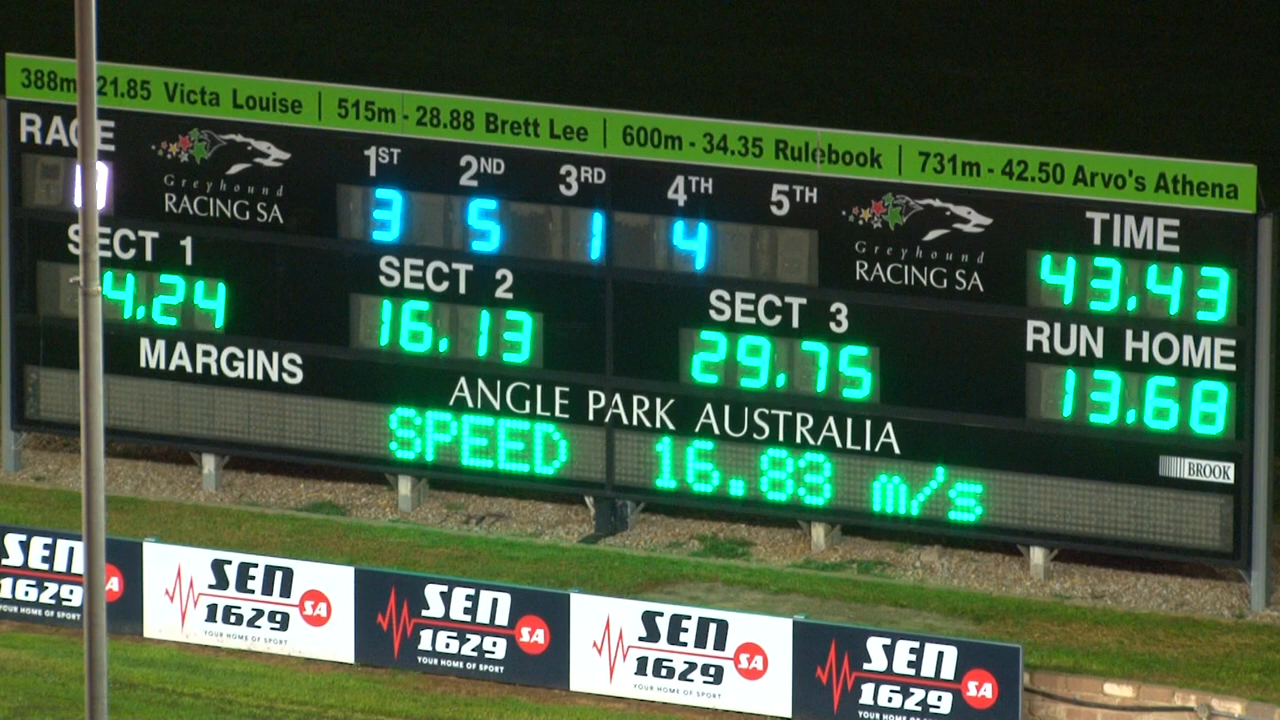 388m 21.85 Victa Louise | 515m - 28.88 Brett Lee | 600m - 34.35 Rulebook | 731m - 42.50 Arvo's Athena
RACE
Greyhound
RACING SA
1ST 2ND 3RD 4TH 5TH
3 5 1 4
Greyhound
RACING SA
TIME
43.43
SECT 1
4.24
SECT 2
16.13
SECT 3
29.75
RUN HOME
13.68
MARGINS
ANGLE PARK AUSTRALIA
SPEED 16.83 m/s
BROOK
SEN
1629
YOUR HOME OF SPORT
SEN
1629 SA
YOUR HOME OF SPORT
SEN
1629 SA
YOUR HOME OF SPORT
SEN
1629 SA
YOUR HOME OF SPORT
SEN
1629 SA
YOUR HOME OF SPORT